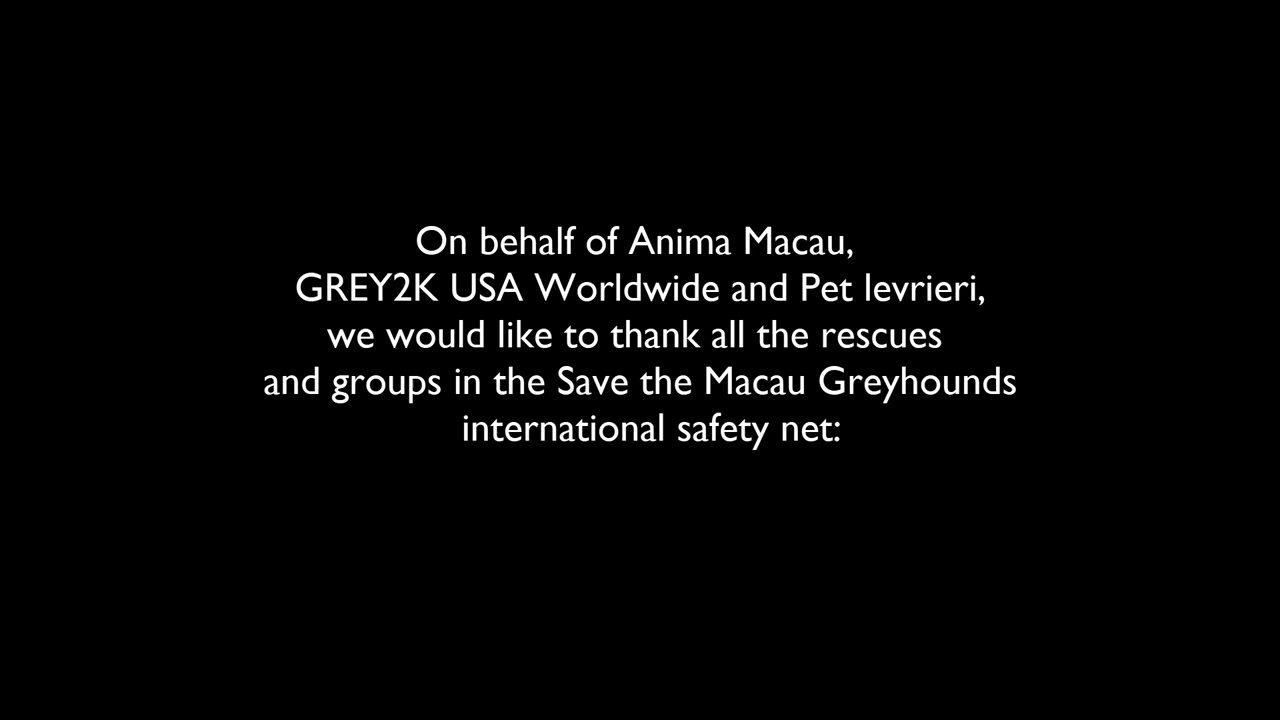 On behalf of Anima Macau,
GREY2K USA Worldwide and Pet levrieri,
we would like to thank all the rescues
and groups in the Save the Macau Greyhounds
international safety net: